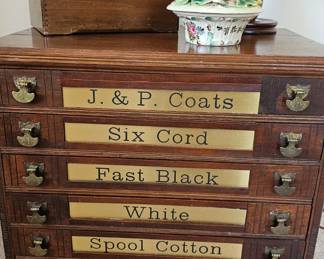 J. & P. Coats
Six Cord
Fast Black
White
Spool Cotton